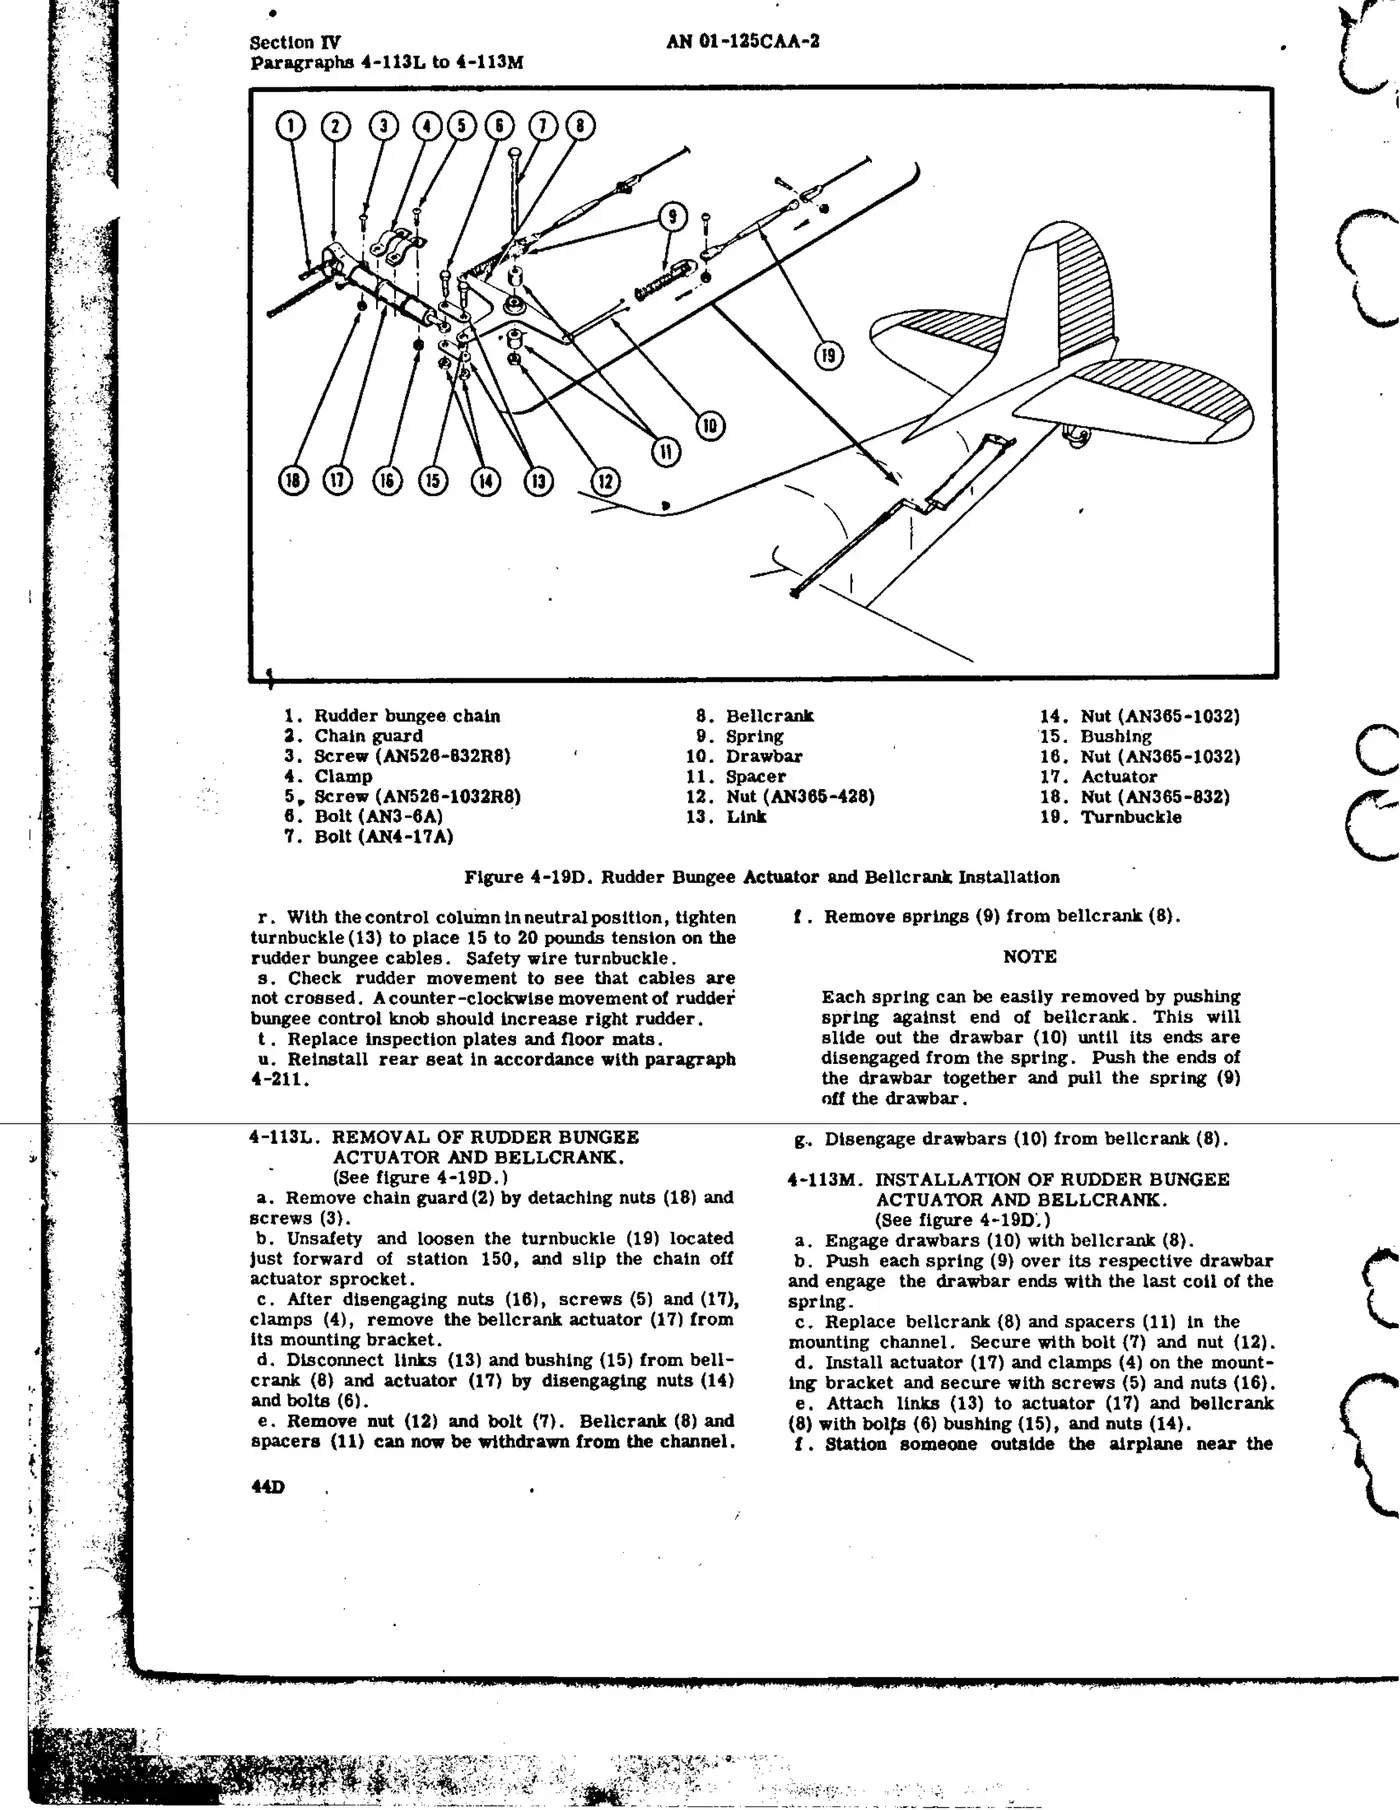 Section IV
AN 01-125CAA-2
Paragraphs 4-113L to 4-113M
1 2 3 4 5 6 7 8
9
19
10
11
18 17 16 15 14 13 12
1. Rudder bungee chain
2. Chain guard
3. Screw (AN526-832R8)
4. Clamp
5. Screw (AN526-1032R8)
6. Bolt (AN3-6A)
7. Bolt (AN4-17A)
8. Bellcrank
9. Spring
10. Drawbar
11. Spacer
12. Nut (AN365-428)
13. Link
14. Nut (AN365-1032)
15. Bushing
16. Nut (AN365-1032)
17. Actuator
18. Nut (AN365-832)
19. Turnbuckle
Figure 4-19D. Rudder Bungee Actuator and Bellcrank Installation
r. With the control column in neutral position, tighten
turnbuckle (13) to place 15 to 20 pounds tension on the
rudder bungee cables. Safety wire turnbuckle.
s. Check rudder movement to see that cables are
not crossed. A counter-clockwise movement of rudder
bungee control knob should increase right rudder.
t. Replace inspection plates and floor mats.
u. Reinstall rear seat in accordance with paragraph
4-211.
4-113L. REMOVAL OF RUDDER BUNGEE
ACTUATOR AND BELLCRANK.
(See figure 4-19D.)
a. Remove chain guard (2) by detaching nuts (18) and
screws (3).
b. Unsafety and loosen the turnbuckle (19) located
just forward of station 150, and slip the chain off
actuator sprocket.
c. After disengaging nuts (16), screws (5) and (17),
clamps (4), remove the bellcrank actuator (17) from
its mounting bracket.
d. Disconnect links (13) and bushing (15) from bell-
crank (8) and actuator (17) by disengaging nuts (14)
and bolts (6).
e. Remove nut (12) and bolt (7). Bellcrank (8) and
spacers (11) can now be withdrawn from the channel.
f. Remove springs (9) from bellcrank (8).
NOTE
Each spring can be easily removed by pushing
spring against end of bellcrank. This will
slide out the drawbar (10) until its ends are
disengaged from the spring. Push the ends of
the drawbar together and pull the spring (9)
off the drawbar.
g. Disengage drawbars (10) from bellcrank (8).
4-113M. INSTALLATION OF RUDDER BUNGEE
ACTUATOR AND BELLCRANK.
(See figure 4-19D.)
a. Engage drawbars (10) with bellcrank (8).
b. Push each spring (9) over its respective drawbar
and engage the drawbar ends with the last coil of the
spring.
c. Replace bellcrank (8) and spacers (11) in the
mounting channel. Secure with bolt (7) and nut (12).
d. Install actuator (17) and clamps (4) on the mount-
ing bracket and secure with screws (5) and nuts (16).
e. Attach links (13) to actuator (17) and bellcrank
(8) with bolts (6) bushing (15), and nuts (14).
f. Station someone outside the airplane near the
44D